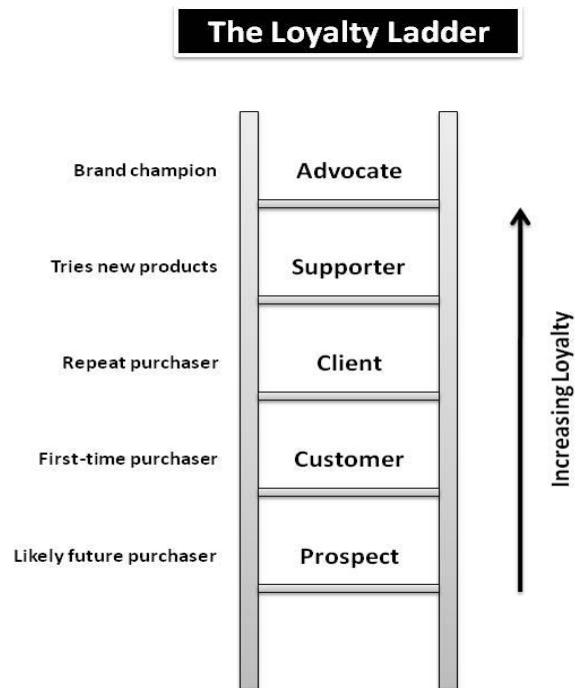 The Loyalty Ladder
Brand champion
Advocate
Tries new products
Supporter
Repeat purchaser
Client
First-time purchaser
Customer
Likely future purchaser
Prospect
Increasing Loyalty